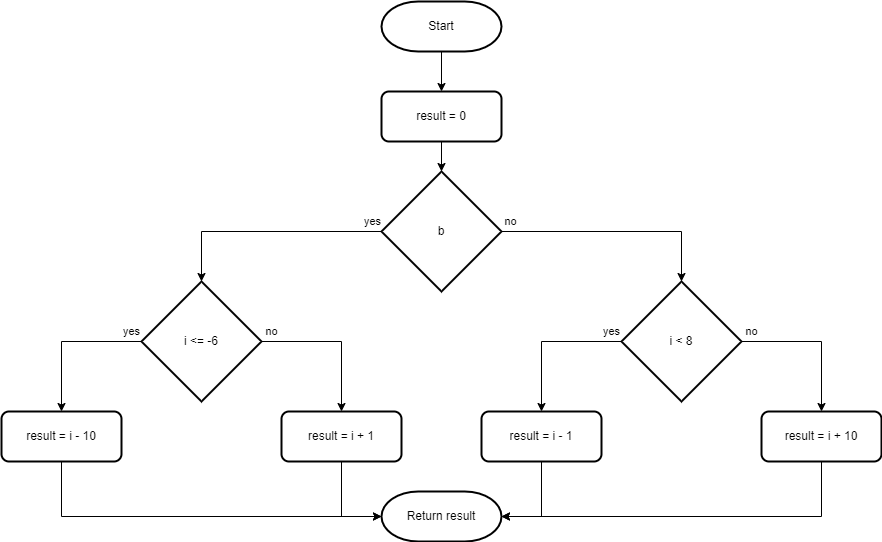 Start
result = 0
yes
b
no
yes
i <= -6
no
yes
i < 8
no
result = i - 10
result = i + 1
result = i - 1
result = i + 10
Return result